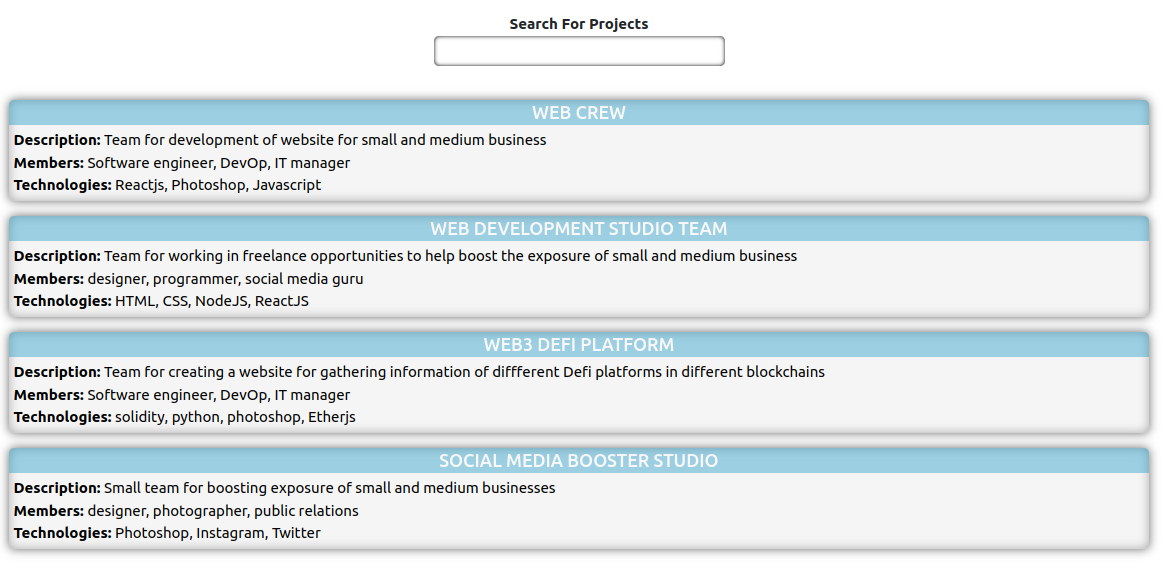 Search For Projects
WEB CREW
Description: Team for development of website for small and medium business
Members: Software engineer, DevOp, IT manager
Technologies: Reactjs, Photoshop, Javascript
WEB DEVELOPMENT STUDIO TEAM
Description: Team for working in freelance opportunities to help boost the exposure of small and medium business
Members: designer, programmer, social media guru
Technologies: HTML, CSS, NodeJS, ReactJS
WEB3 DEFI PLATFORM
Description: Team for creating a website for gathering information of diffferent Defi platforms in different blockchains
Members: Software engineer, DevOp, IT manager
Technologies: solidity, python, photoshop, Etherjs
SOCIAL MEDIA BOOSTER STUDIO
Description: Small team for boosting exposure of small and medium businesses
Members: designer, photographer, public relations
Technologies: Photoshop, Instagram, Twitter